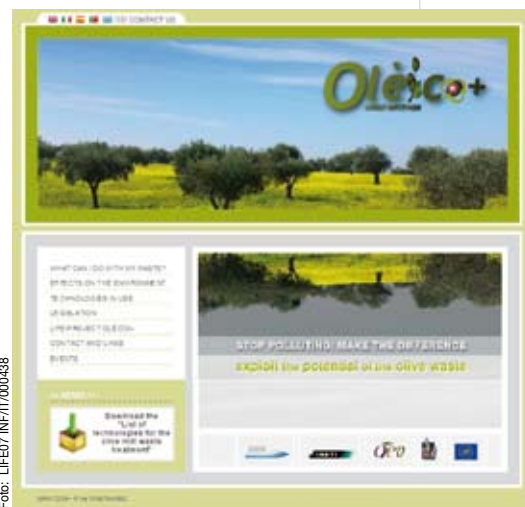 CONTACT US
Olèico+
WHAT CAN I DO WITH MY WASTE?
EFFECTS ON THE ENVIRONMENT
TECHNOLOGIES IN USE
LEGISLATION
LIFE PROJECT OLEICO+
CONTACT AND LINKS
EVENTS
STOP POLLUTING: MAKE THE DIFFERENCE
exploit the potential of the olive waste
Download the
"List of
technologies for the
olive mill waste
treatment"
Foto: LIFE07 INF/IT/000438